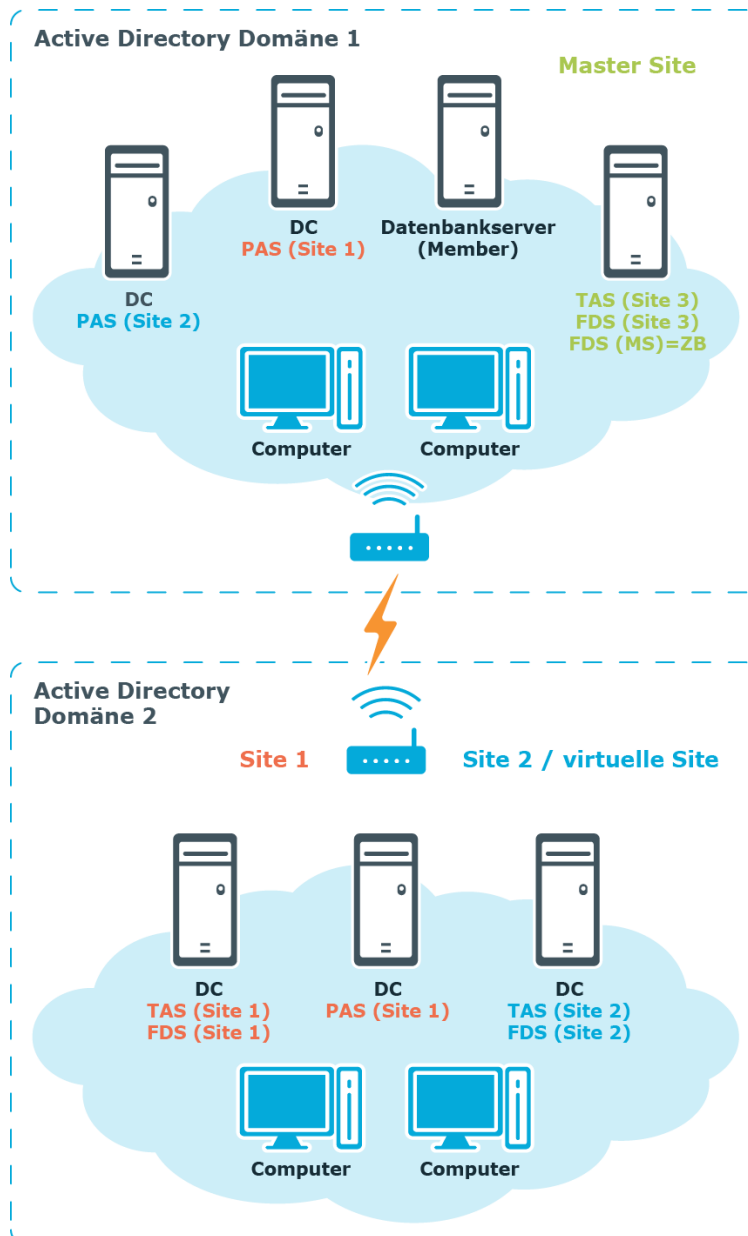 Active Directory Domäne 1
Master Site
DC
PAS (Site 1)
Datenbankserver
(Member)
DC
PAS (Site 2)
TAS (Site 3)
FDS (Site 3)
FDS (MS)=ZB
Computer
Computer
Active Directory
Domäne 2
Site 1
Site 2 / virtuelle Site
DC
TAS (Site 1)
FDS (Site 1)
DC
PAS (Site 1)
DC
TAS (Site 2)
FDS (Site 2)
Computer
Computer